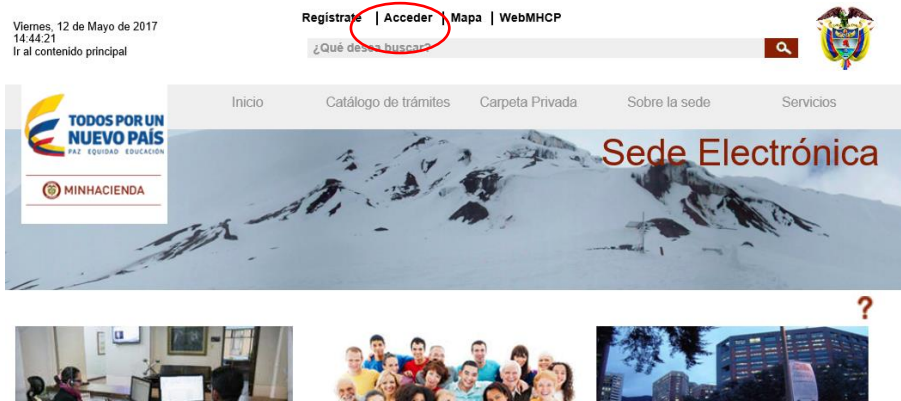 Viernes, 12 de Mayo de 2017
14:44:21
Ir al contenido principal
Regístrate | Acceder | Mapa | WebMHCP
¿Qué desea buscar?
Inicio Catálogo de trámites Carpeta Privada Sobre la sede Servicios
TODOS POR UN
NUEVO PAÍS
PAZ EQUIDAD EDUCACIÓN
MINHACIENDA
Sede Electrónica
?